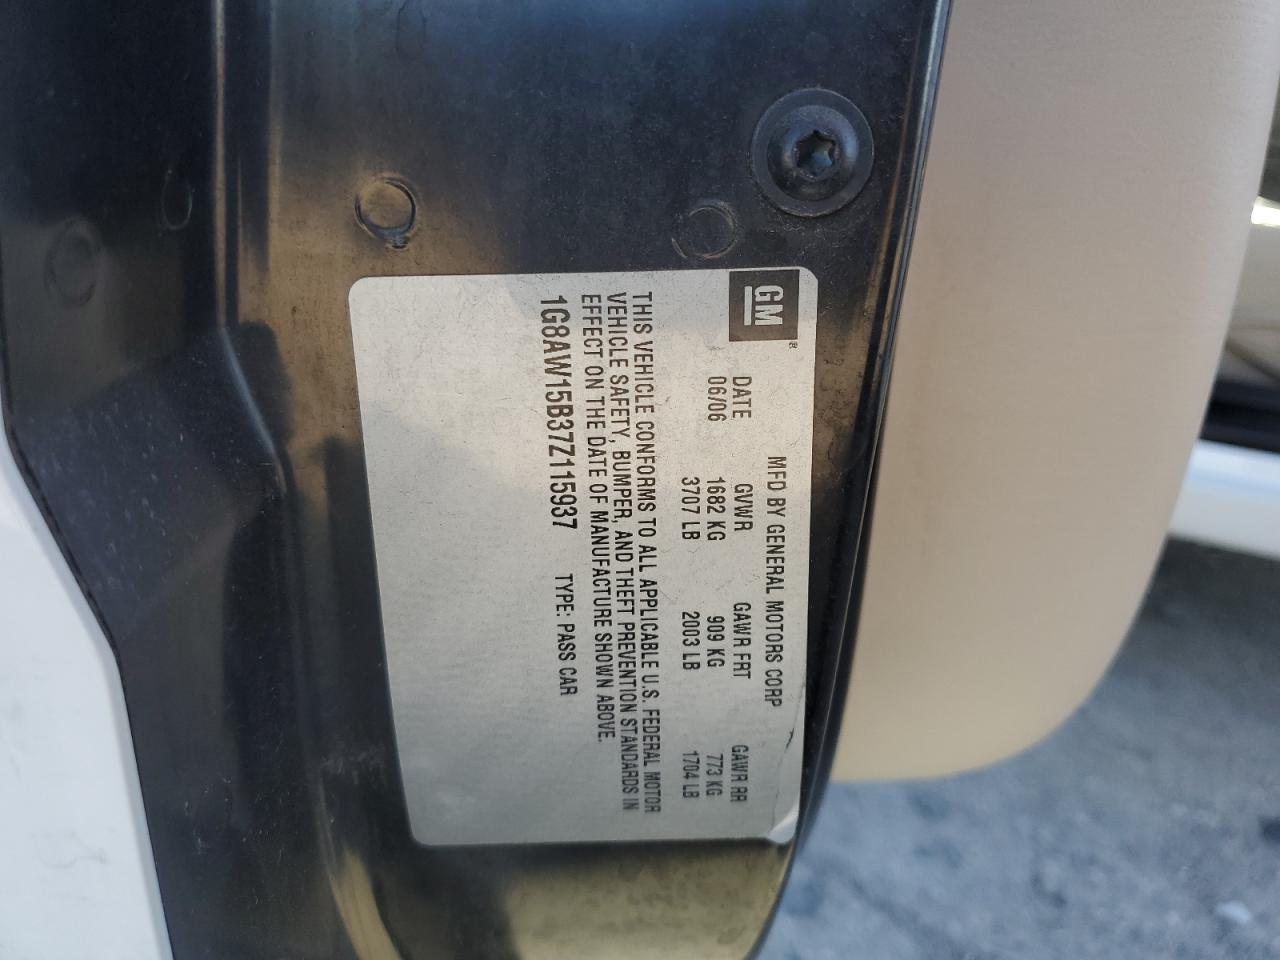 GM ®
MFD BY GENERAL MOTORS CORP
DATE GVWR GAWR FRT GAWR RR
06/06 1682 KG 909 KG 773 KG
3707 LB 2003 LB 1704 LB
THIS VEHICLE CONFORMS TO ALL APPLICABLE U.S. FEDERAL MOTOR
VEHICLE SAFETY, BUMPER, AND THEFT PREVENTION STANDARDS IN
EFFECT ON THE DATE OF MANUFACTURE SHOWN ABOVE.
1G8AW15B37Z115937 TYPE: PASS CAR